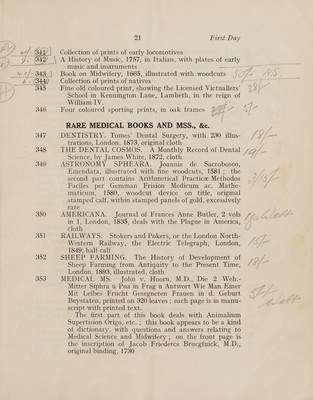 21 First Day
341 Collection of prints of early locomotives
342 A History of Music, 1757, in Italian, with plates of early
music and instruments
343 Book on Midwifery, 1665, illustrated with woodcuts
344 Collection of prints of natives
345 Fine old coloured print, showing the Licensed Victuallers'
School in Kennington Lane, Lambeth, in the reign of
William IV.
346 Four coloured sporting prints, in oak frames
RARE MEDICAL BOOKS AND MSS., &c.
347 DENTISTRY. Tomes' Dental Surgery, with 230 illus-
trations, London, 1873, original cloth
348 THE DENTAL COSMOS. A Monthly Record of Dental
Science, by James White, 1872, cloth
349 ASTRONOMY SPHEARA. Joannis de Sacrobosco,
Emendata, illustrated with fine woodcuts, 1581; the
second part contains Arithmetical Practicæ Methodus
Faciles per Gemman Frision Medicum ac. Mathe-
maticum, 1580, woodcut device on title, original
stamped calf, within stamped panels of gold, excessively
rare
350 AMERICANA. Journal of Frances Anne Butler, 2 vols
in 1, London, 1835, deals with the Plague in America,
cloth
351 RAILWAYS. Stokers and Pokers, or the London North-
Western Railway, the Electric Telegraph, London,
1849, half calf
352 SHEEP FARMING. The History of Development of
Sheep Farming from Antiquity to the Present Time,
London, 1893, illustrated, cloth
353 MEDICAL MS. John v. Hoorn, M.D., Die 2 Weh.-
Mitter Siphra u Pua in Frag u Antwort Wie Man Einer
Mit Leibes Frucht Geseegneten Frauen in d. Geburt
Beystaten, printed on 320 leaves; each page is in manu-
script with printed text.
The first part of this book deals with Animalium
Supertision Origo, etc.; this book appears to be a kind
of dictionary, with questions and answers relating to
Medical Science and Midwifery; on the front page is
the inscription of Jacob Friederes Brucgfuick, M.D.,
original binding, 1730